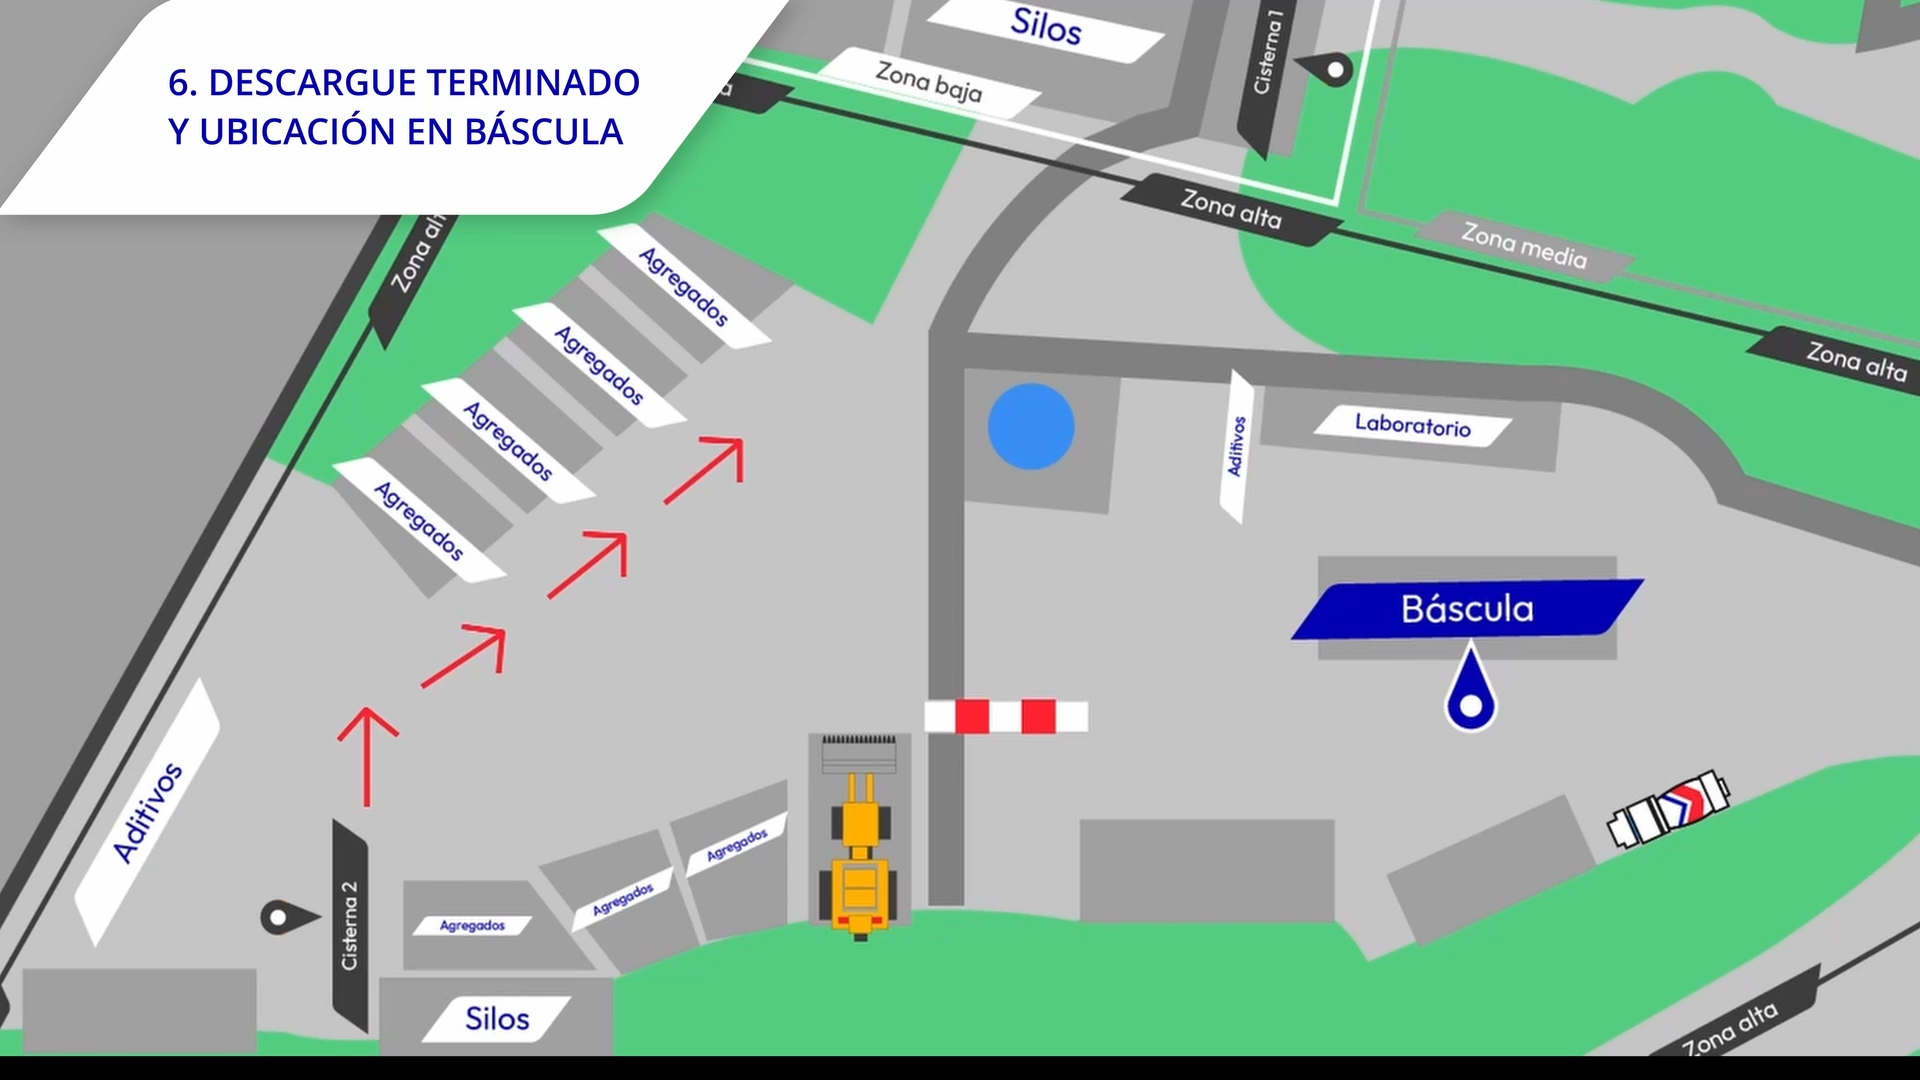 6. DESCARGUE TERMINADO
Y UBICACIÓN EN BÁSCULA
Silos
Cisterna 1
Zona baja
Zona alta
Zona media
Zona alta
Agregados
Agregados
Agregados
Agregados
Aditivos
Laboratorio
Báscula
Aditivos
Agregados
Agregados
Agregados
Cisterna 2
Silos
Zona alta